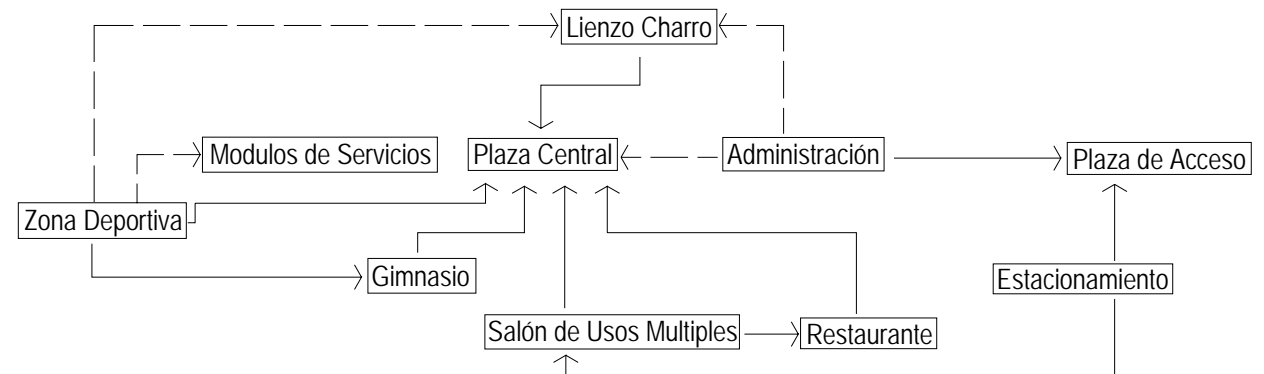 Lienzo Charro
Modulos de Servicios
Plaza Central
Administración
Plaza de Acceso
Zona Deportiva
Gimnasio
Estacionamiento
Salón de Usos Multiples
Restaurante